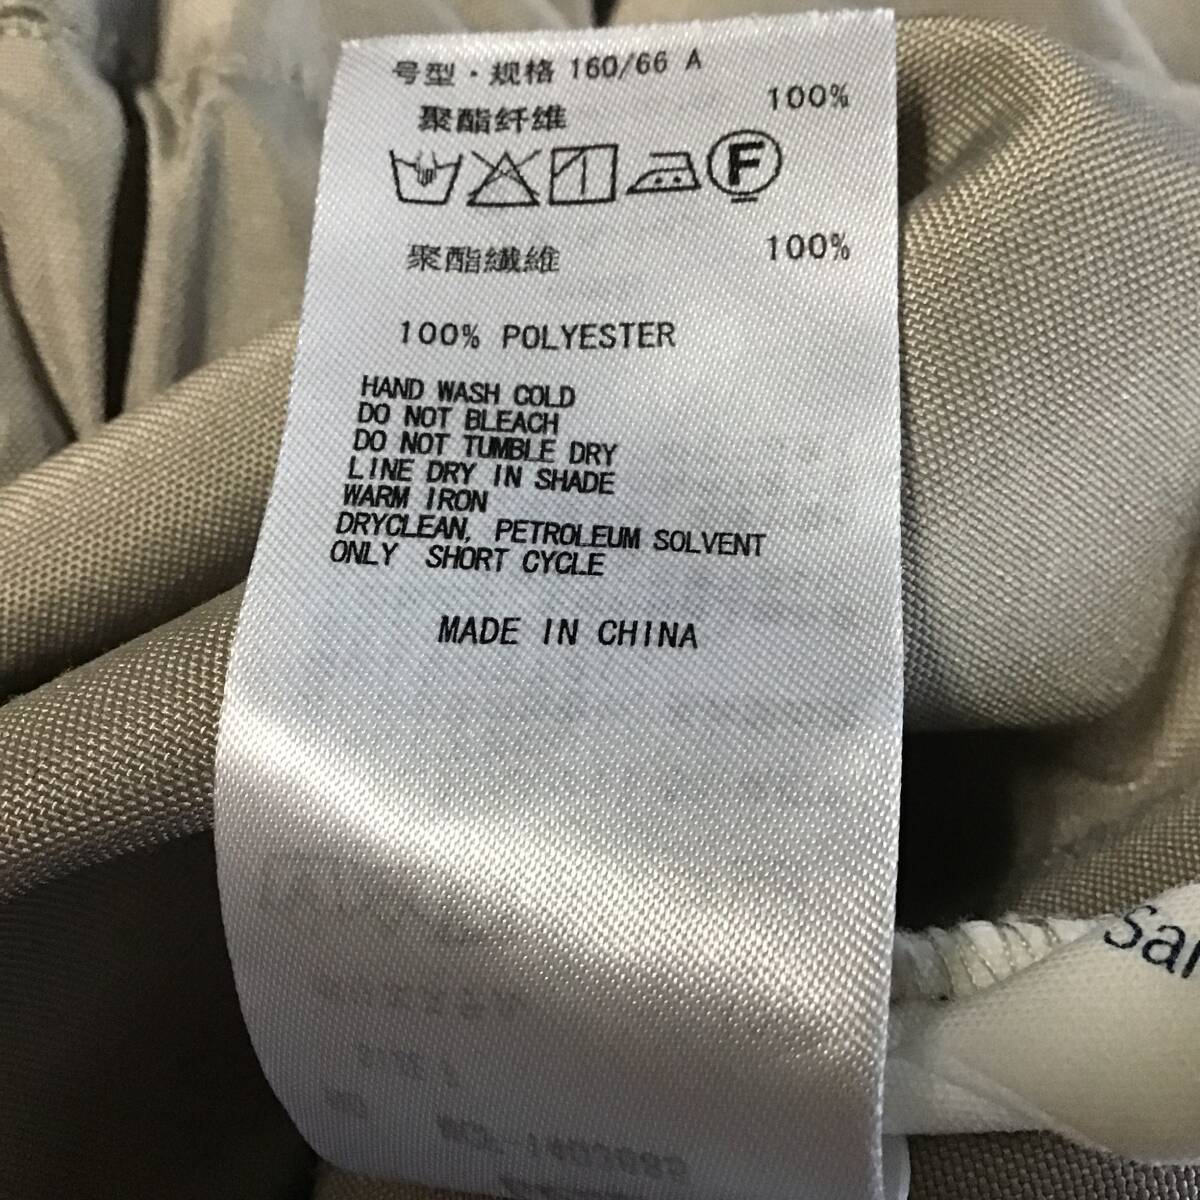 号型·规格 160/66 A
聚酯纤维 100%
F
聚酯纖維 100%
100% POLYESTER
HAND WASH COLD
DO NOT BLEACH
DO NOT TUMBLE DRY
LINE DRY IN SHADE
WARM IRON
DRYCLEAN, PETROLEUM SOLVENT
ONLY SHORT CYCLE
MADE IN CHINA